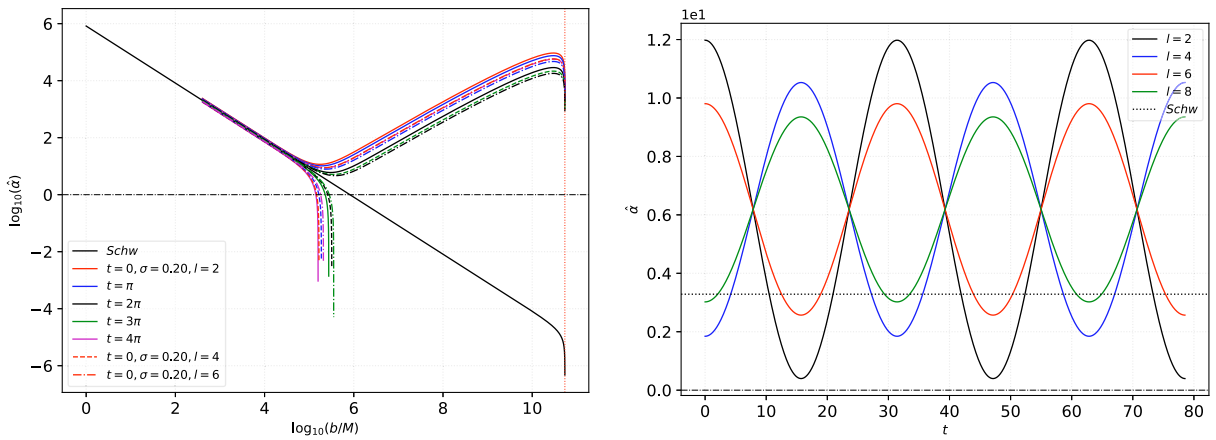 6
4
2
0
−2
−4
−6
log₁₀(α̂)
Schw
t = 0, σ = 0.20, l = 2
t = π
t = 2π
t = 3π
t = 4π
t = 0, σ = 0.20, l = 4
t = 0, σ = 0.20, l = 6
0 2 4 6 8 10
log₁₀(b/M)
1e1
1.2
1.0
0.8
0.6
0.4
0.2
0.0
α̂
l = 2
l = 4
l = 6
l = 8
Schw
0 10 20 30 40 50 60 70 80
t